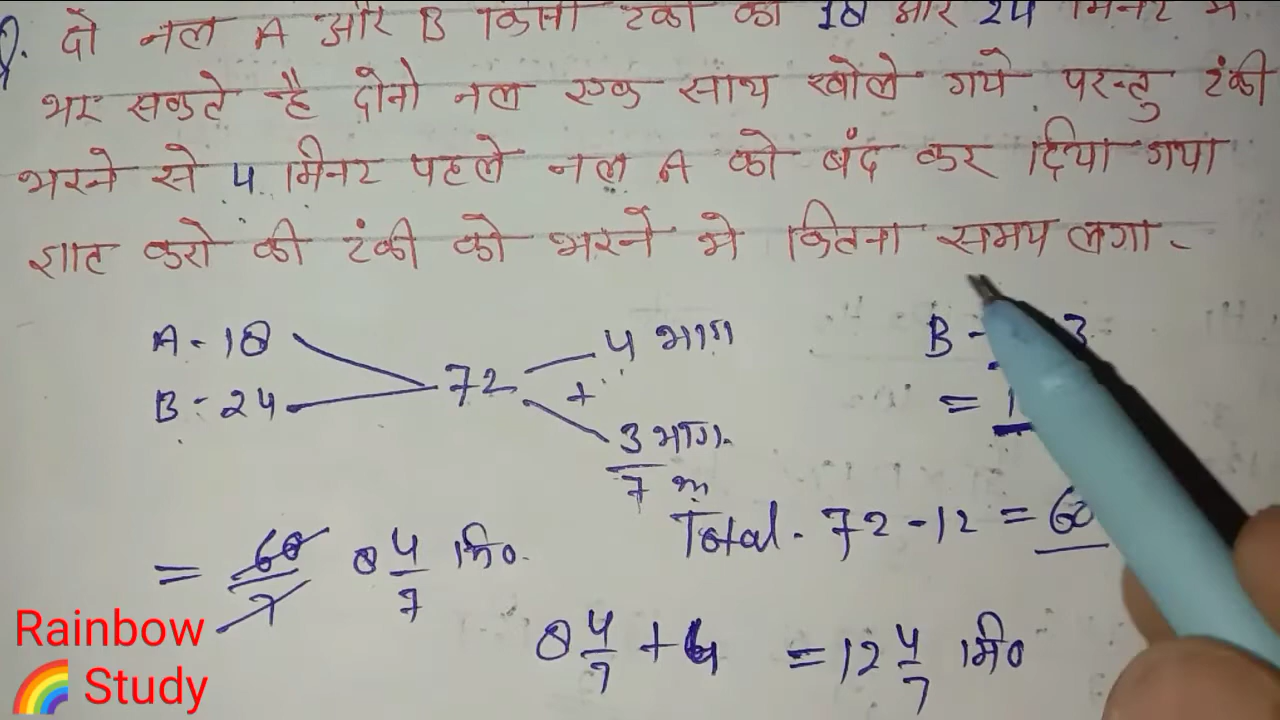 दो नल A और B किसी टंकी को 18 और 24 मिनट मे
भर सकते है दोनो नल एक साथ खोले गये परन्तु टंकी
भरने से 4 मिनट पहले नल A को बंद कर दिया गया
ज्ञात करो की टंकी को भरने मे कितना समय लगा -
A - 18
B - 24
72
4 भाग
+
3 भाग
7
B -
3
=
Total - 72 - 12 = 60
= 60/7 8 4/7 मि०
8 4/7 + 4 = 12 4/7 मि०
Rainbow
Study